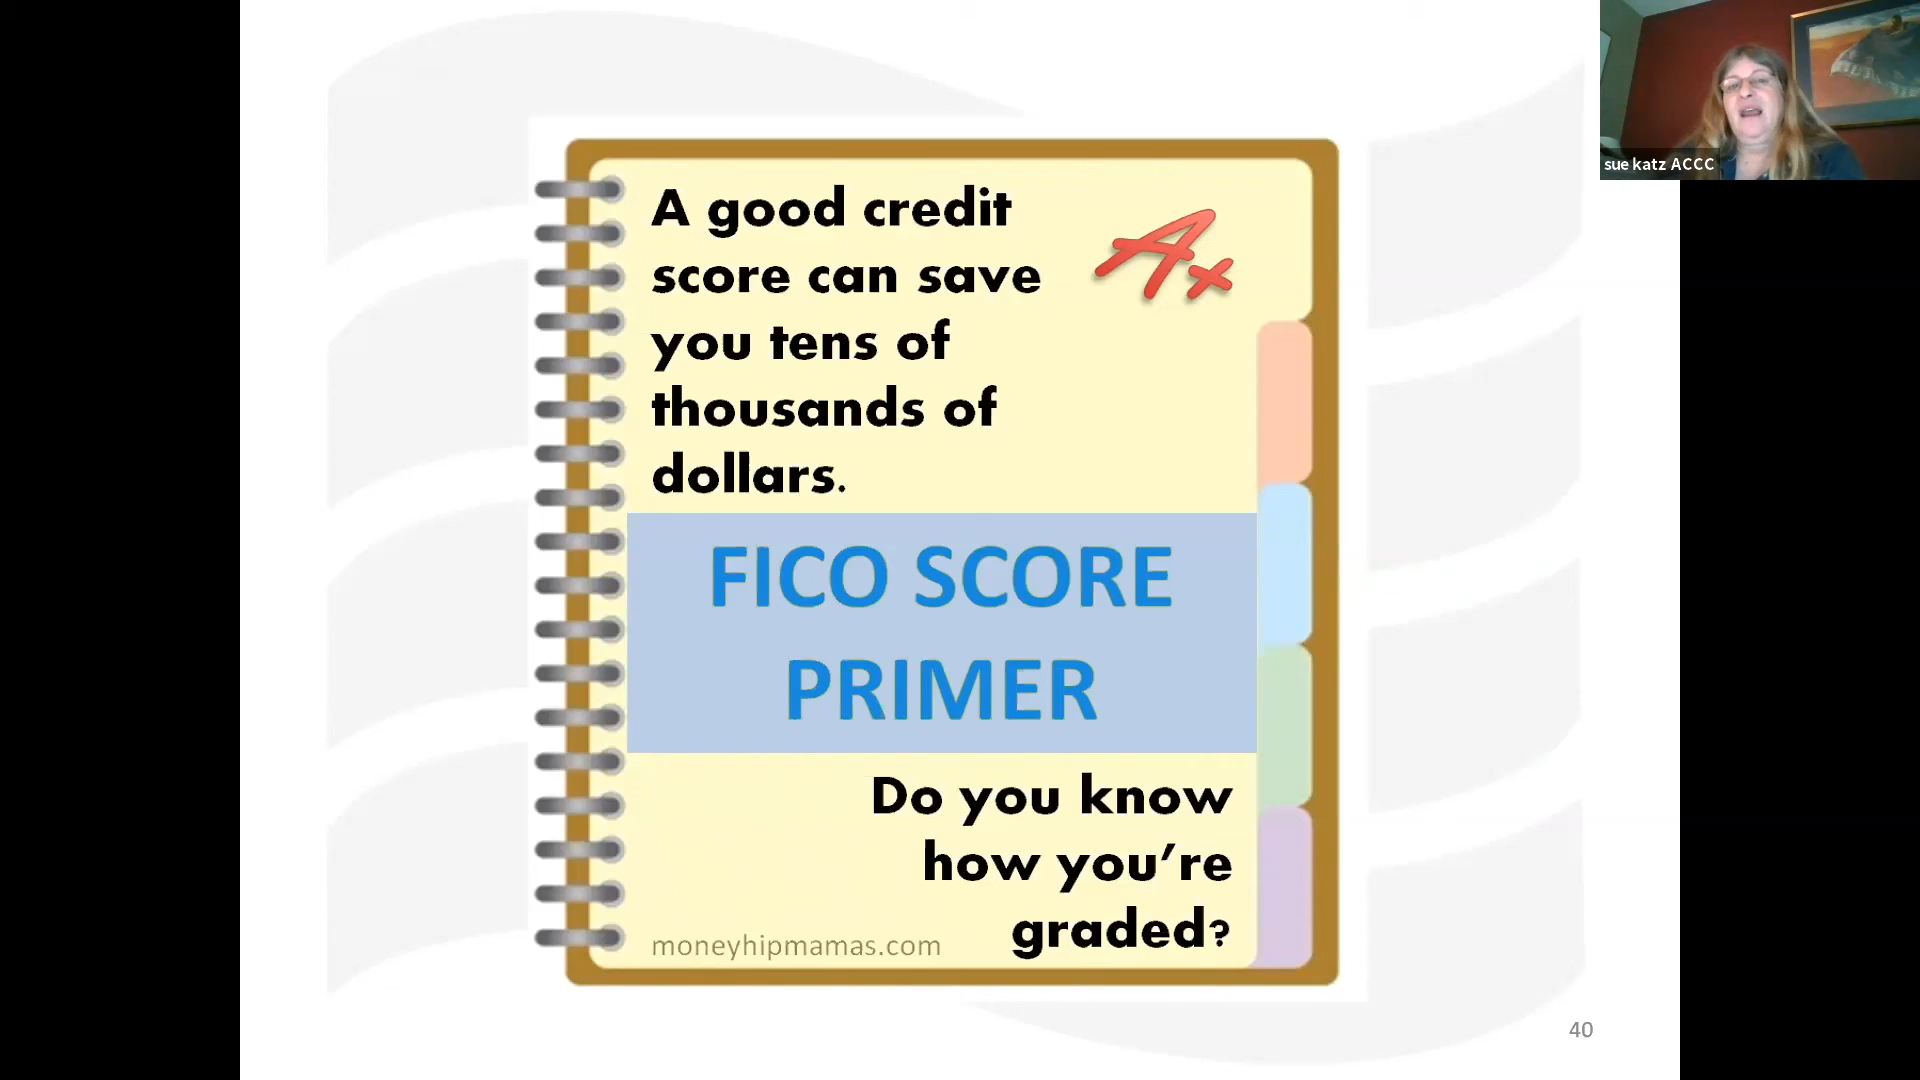 A good credit
score can save
you tens of
thousands of
dollars.
A+
FICO SCORE
PRIMER
Do you know
how you’re
graded?
moneyhipmamas.com
40
sue katz ACCC